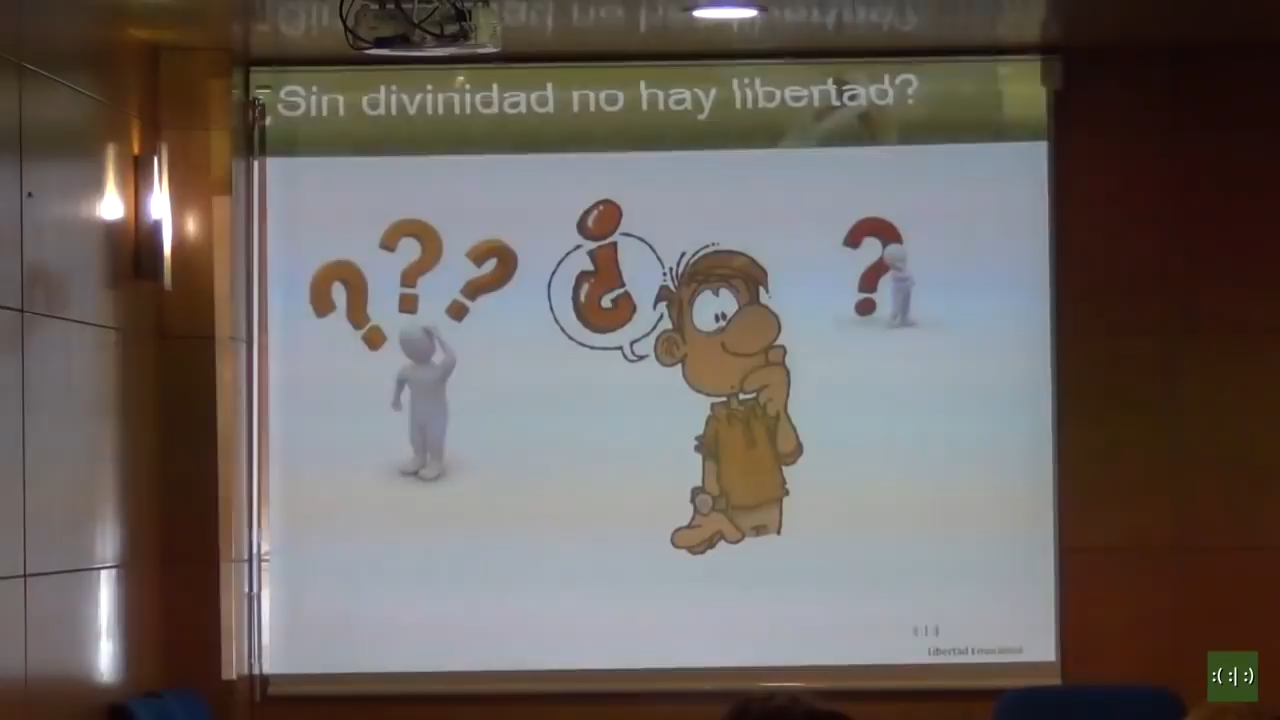 ¿Sin divinidad no hay libertad?
? ? ?
¿
?
:( :| :)
Libertad Emocional
:( :| :)